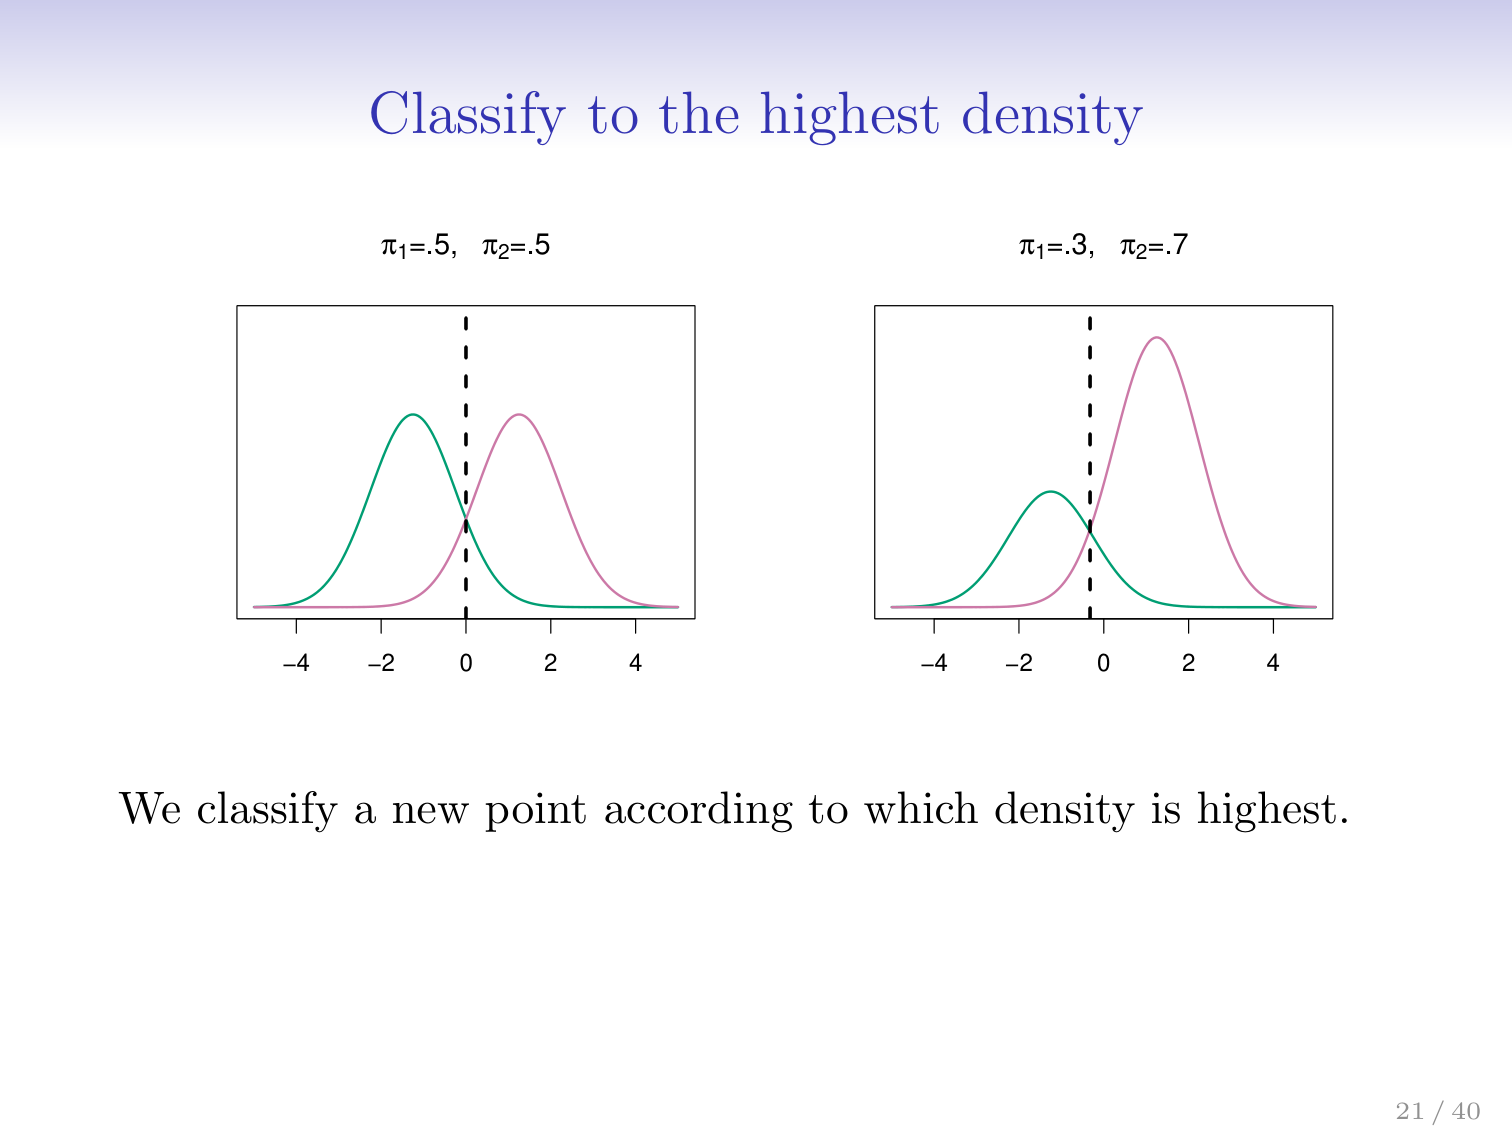 Classify to the highest density
π1=.5, π2=.5
π1=.3, π2=.7
−4 −2 0 2 4
−4 −2 0 2 4
We classify a new point according to which density is highest.
21 / 40